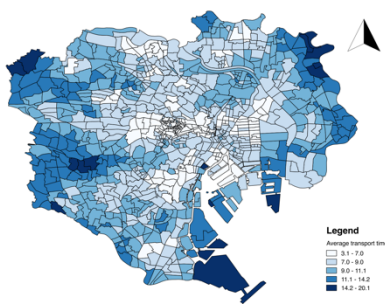 Legend
Average transport time
3.1 - 7.0
7.0 - 9.0
9.0 - 11.1
11.1 - 14.2
14.2 - 20.1